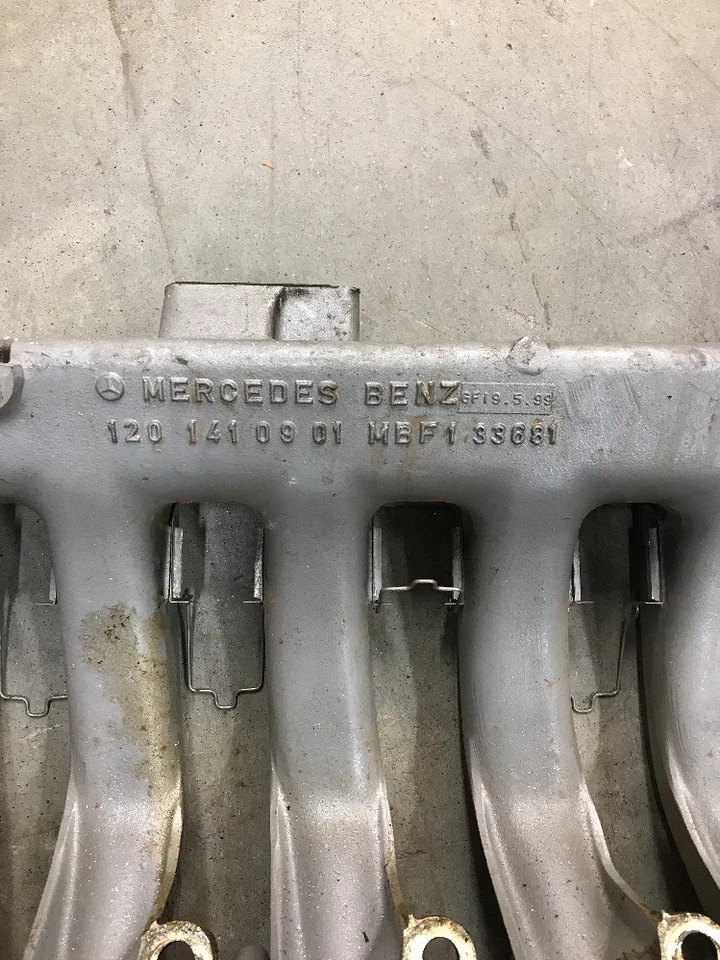 MERCEDES BENZ GF19.5.99
120 141 09 01 MBF1 33681